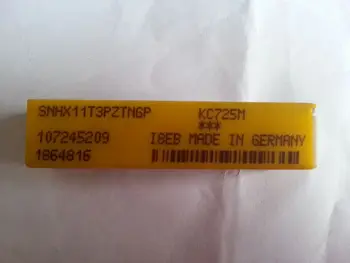 SNHX11T3PZTNGP KC725M
***
107245209 I8EB MADE IN GERMANY
1864816